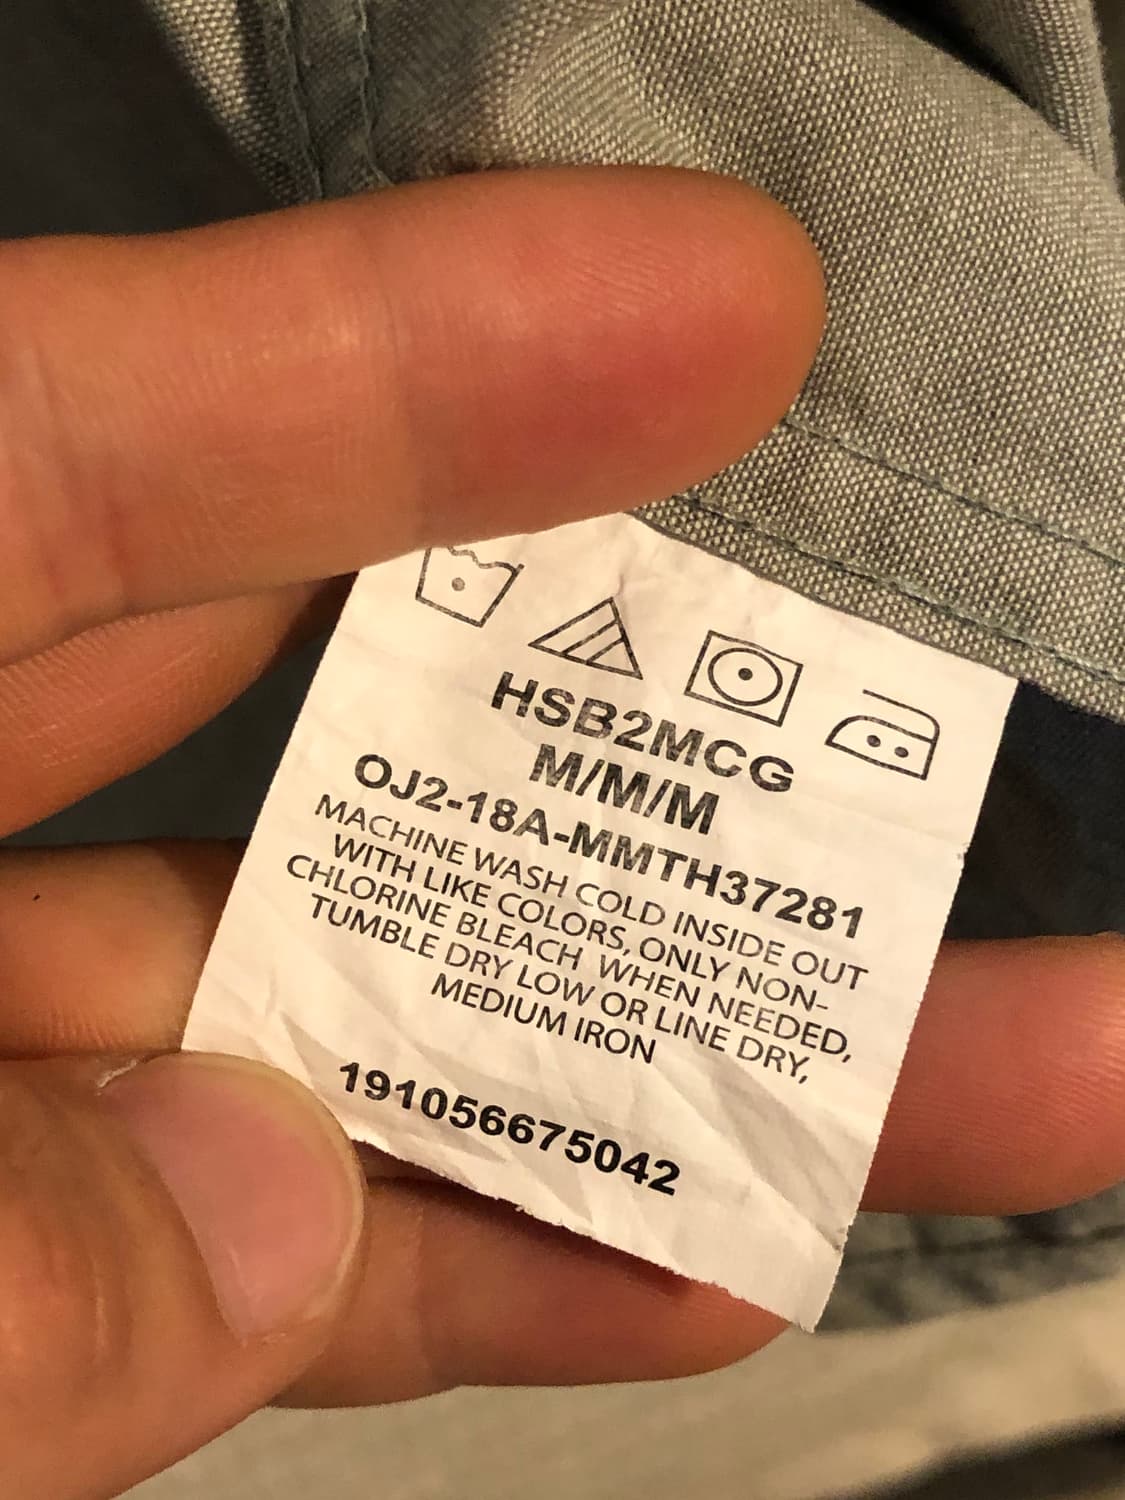 HSB2MCG
M/M/M
OJ2-18A-MMTH37281
MACHINE WASH COLD INSIDE OUT
WITH LIKE COLORS, ONLY NON-
CHLORINE BLEACH WHEN NEEDED,
TUMBLE DRY LOW OR LINE DRY,
MEDIUM IRON
191056675042